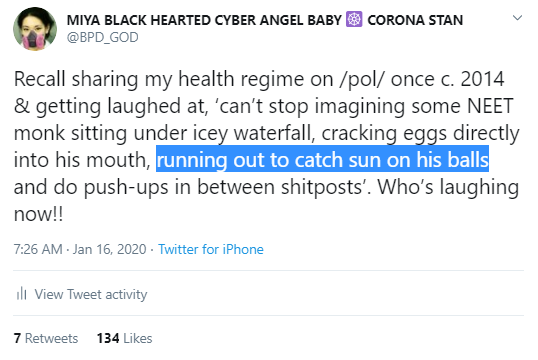 MIYA BLACK HEARTED CYBER ANGEL BABY ☸ CORONA STAN
@BPD_GOD
Recall sharing my health regime on /pol/ once c. 2014
& getting laughed at, ‘can’t stop imagining some NEET
monk sitting under icey waterfall, cracking eggs directly
into his mouth, running out to catch sun on his balls
and do push-ups in between shitposts’. Who’s laughing
now!!
7:26 AM · Jan 16, 2020 · Twitter for iPhone
View Tweet activity
7 Retweets 134 Likes